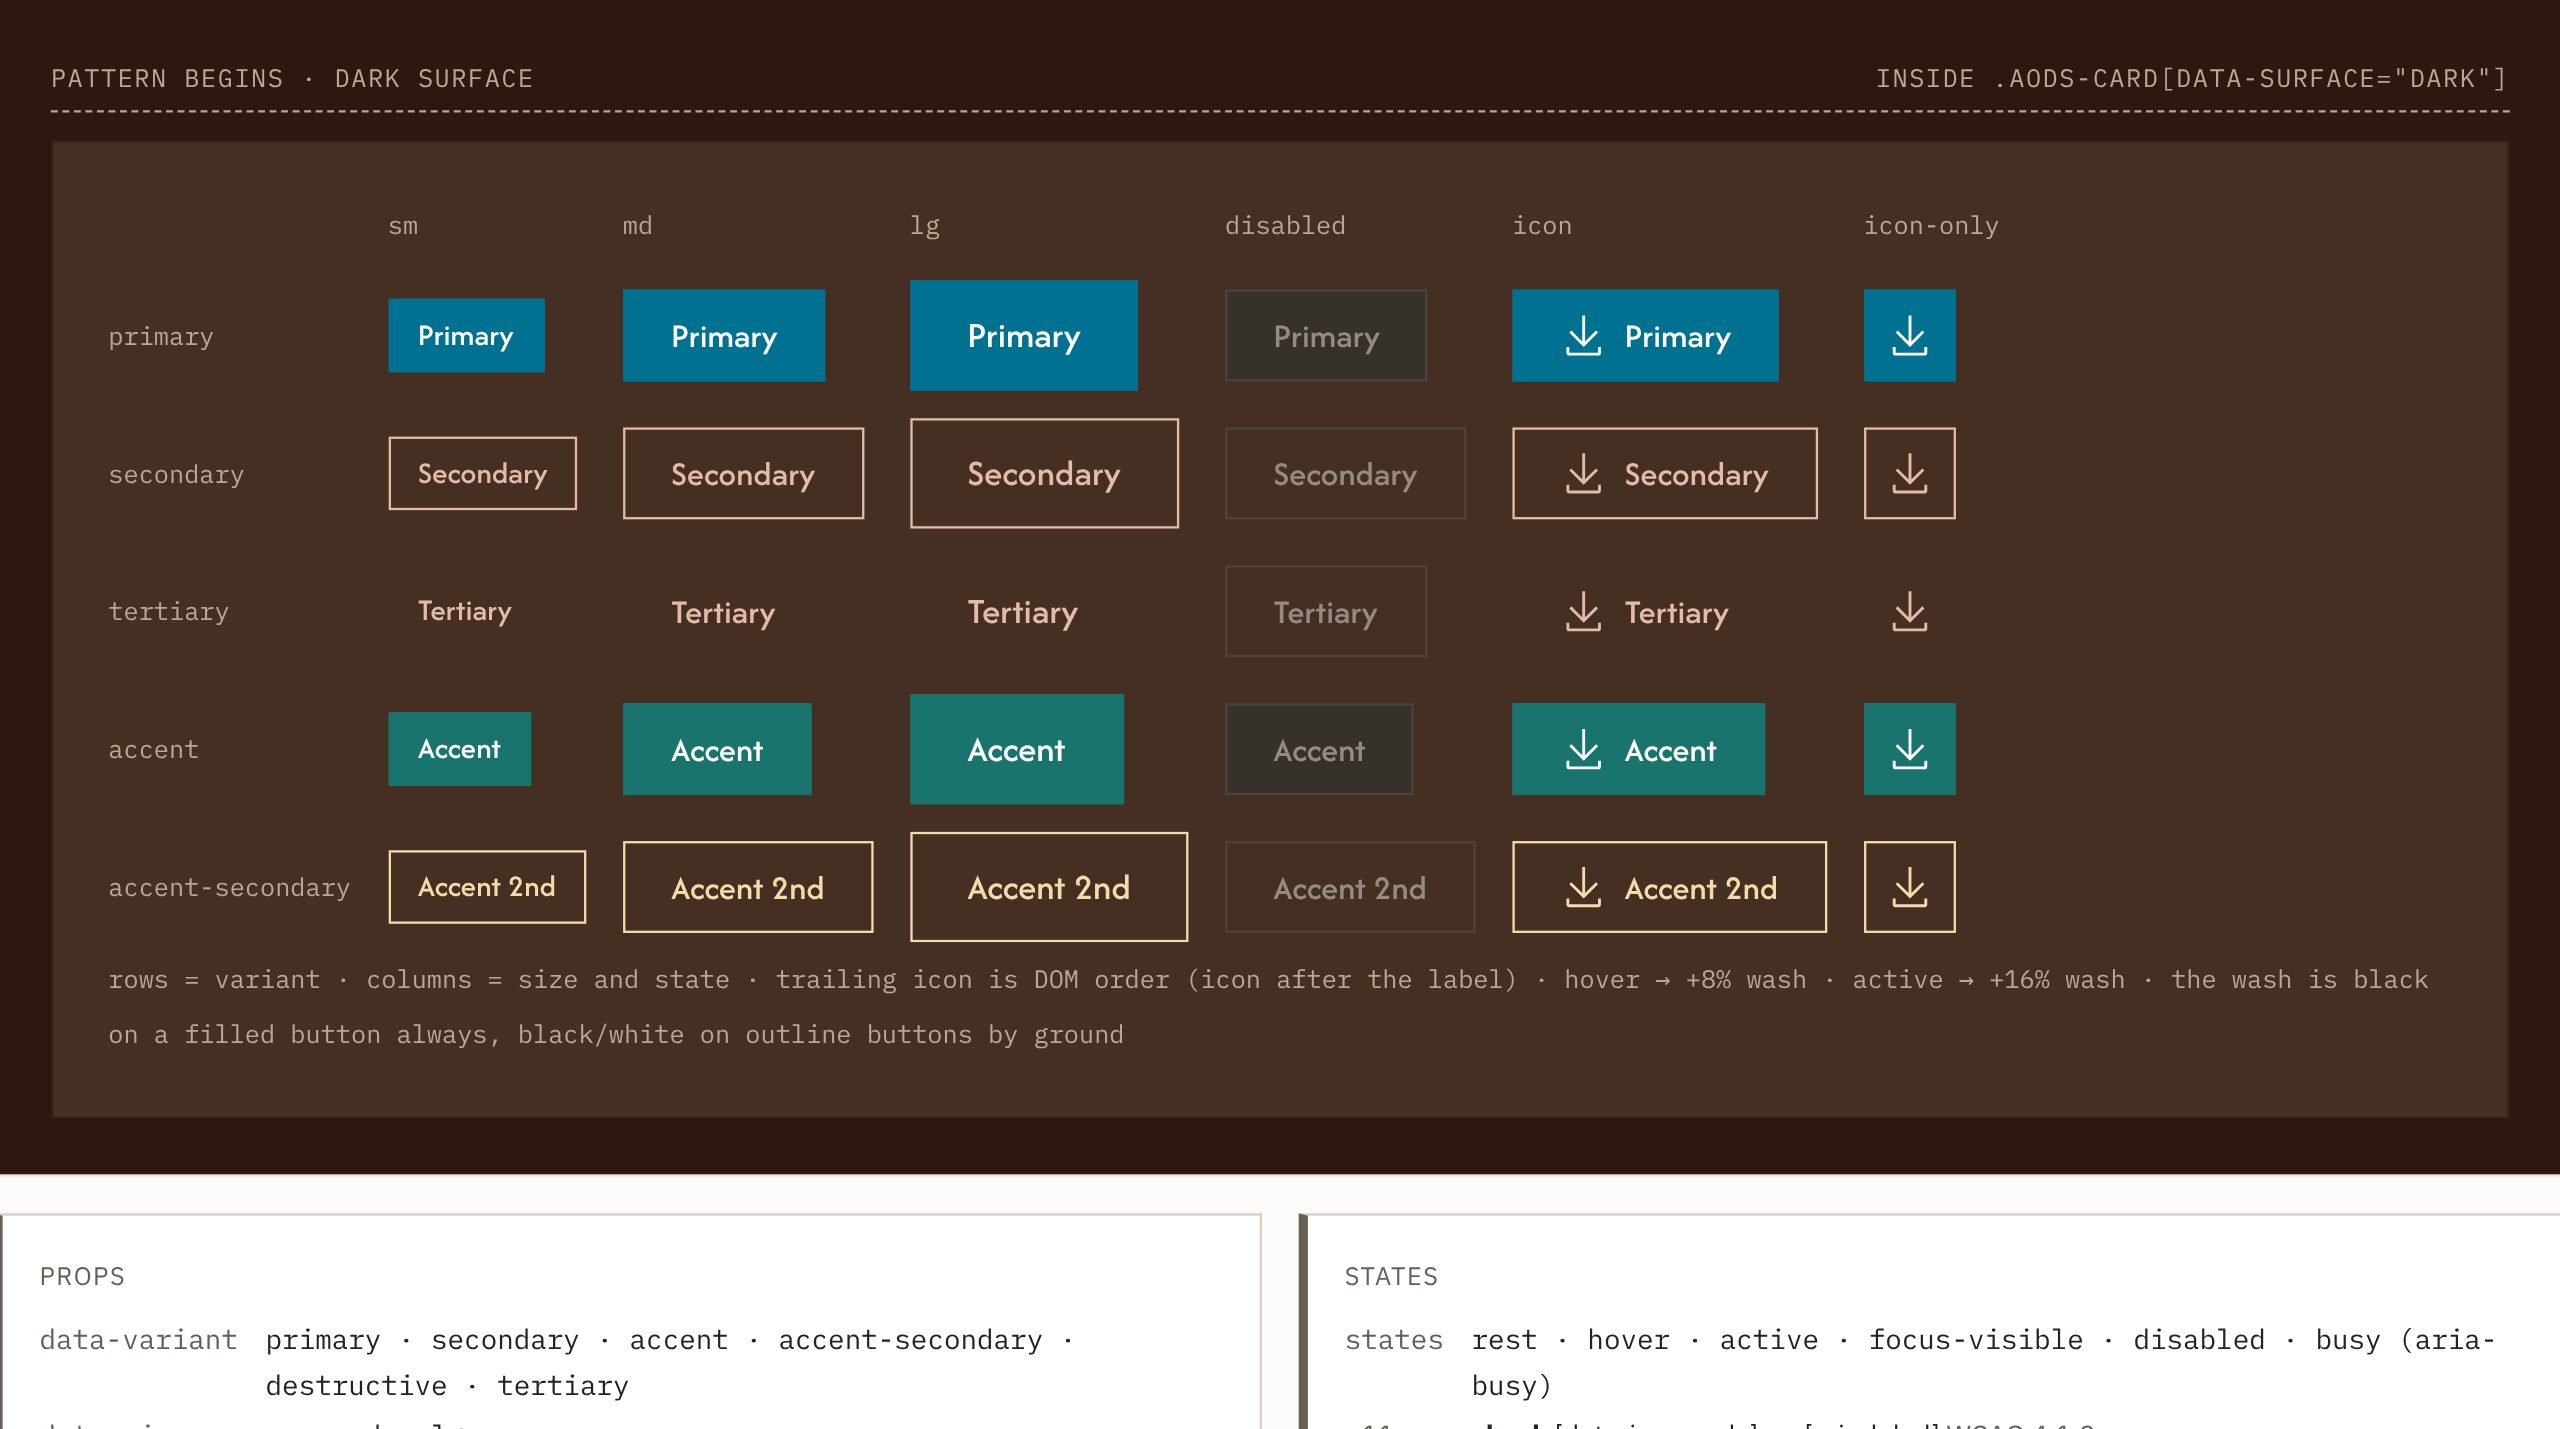 PATTERN BEGINS · DARK SURFACE
INSIDE .AODS-CARD[DATA-SURFACE="DARK"]
sm md lg disabled icon icon-only
primary Primary Primary Primary Primary Primary
secondary Secondary Secondary Secondary Secondary Secondary
tertiary Tertiary Tertiary Tertiary Tertiary Tertiary
accent Accent Accent Accent Accent Accent
accent-secondary Accent 2nd Accent 2nd Accent 2nd Accent 2nd Accent 2nd
rows = variant · columns = size and state · trailing icon is DOM order (icon after the label) · hover → +8% wash · active → +16% wash · the wash is black
on a filled button always, black/white on outline buttons by ground
PROPS
data-variant primary · secondary · accent · accent-secondary ·
destructive · tertiary
STATES
states rest · hover · active · focus-visible · disabled · busy (aria-
busy)